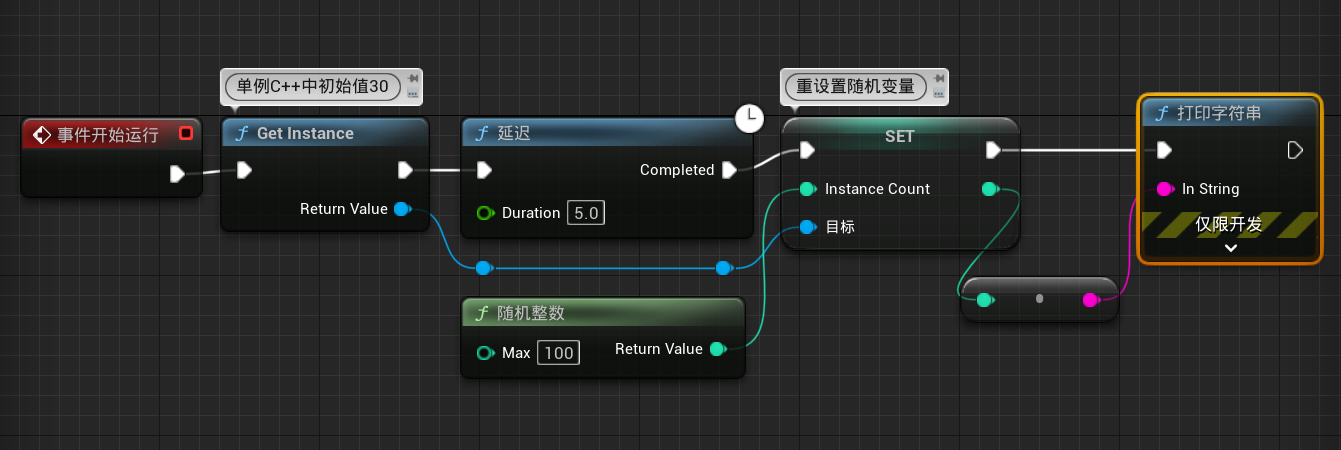 单例C++中初始值30
重设置随机变量
事件开始运行
f Get Instance
Return Value
f 延迟
Completed
Duration 5.0
SET
Instance Count
目标
f 打印字符串
In String
仅限开发
f 随机整数
Max 100
Return Value